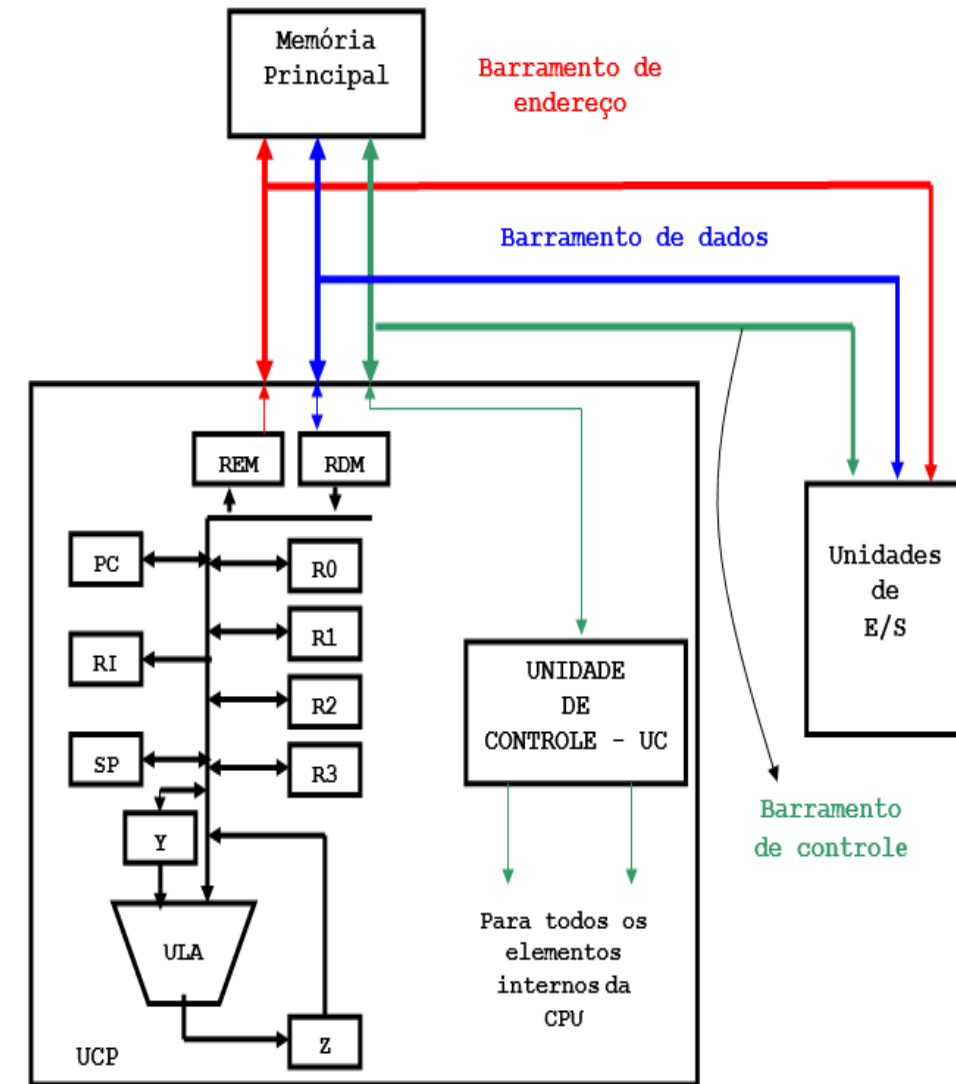 Memória
Principal
Barramento de
endereço
Barramento de dados
REM
RDM
PC
R0
Unidades
de
E/S
R1
RI
UNIDADE
DE
CONTROLE - UC
R2
SP
R3
Barramento
de controle
Y
Para todos os
elementos
internos da
CPU
ULA
Z
UCP